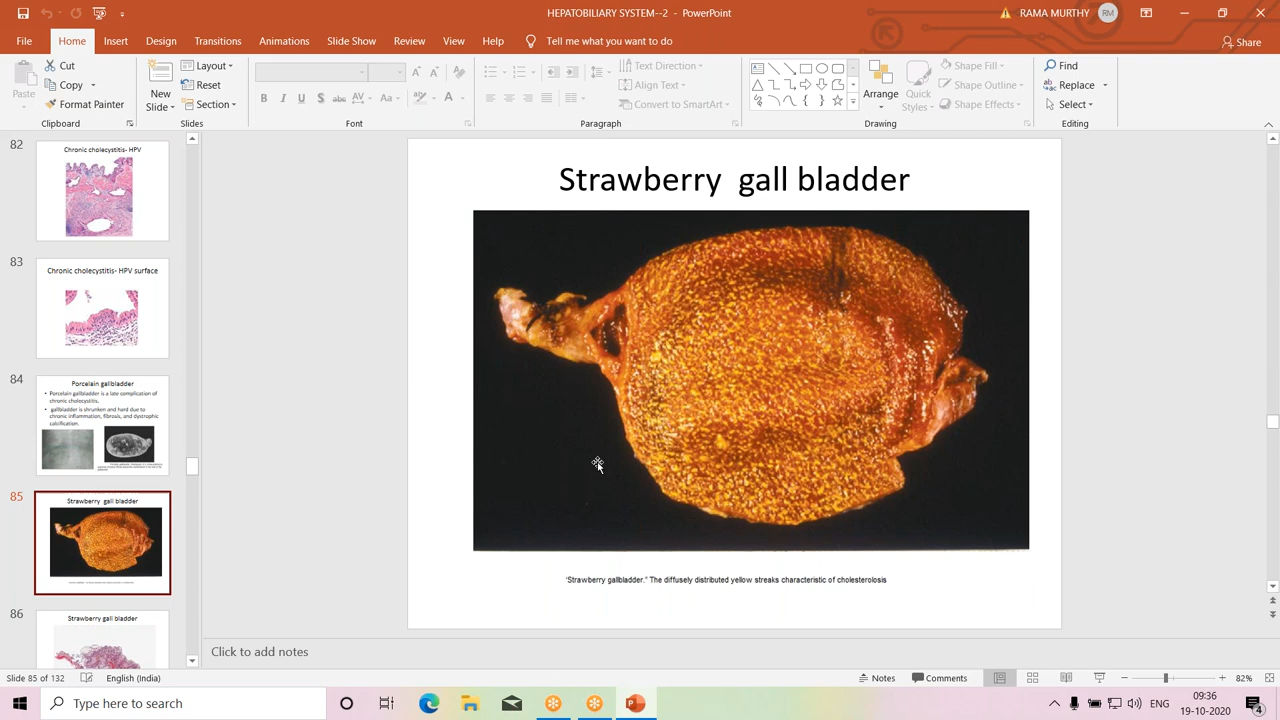 HEPATOBILIARY SYSTEM--2 - PowerPoint
RAMA MURTHY RM
File Home Insert Design Transitions Animations Slide Show Review View Help Tell me what you want to do Share
Paste
Cut
Copy
Format Painter
Clipboard
New Slide
Layout
Reset
Section
Slides
B I U S abc AV Aa A
Font
Text Direction
Align Text
Convert to SmartArt
Paragraph
Arrange
Quick Styles
Shape Fill
Shape Outline
Shape Effects
Drawing
Find
Replace
Select
Editing
82
Chronic cholecystitis- HPV
83
Chronic cholecystitis- HPV surface
84
Porcelain gallbladder
• Porcelain gallbladder is a late complication of
chronic cholecystitis.
• gallbladder is shrunken and hard due to
chronic inflammation, fibrosis, and dystrophic
calcification.
85
Strawberry gall bladder
86
Strawberry gall bladder
Strawberry gall bladder
'Strawberry gallbladder." The diffusely distributed yellow streaks characteristic of cholesterolosis
Click to add notes
Slide 85 of 132 English (India) Notes Comments 82%
Type here to search
ENG
09:36
19-10-2020
4